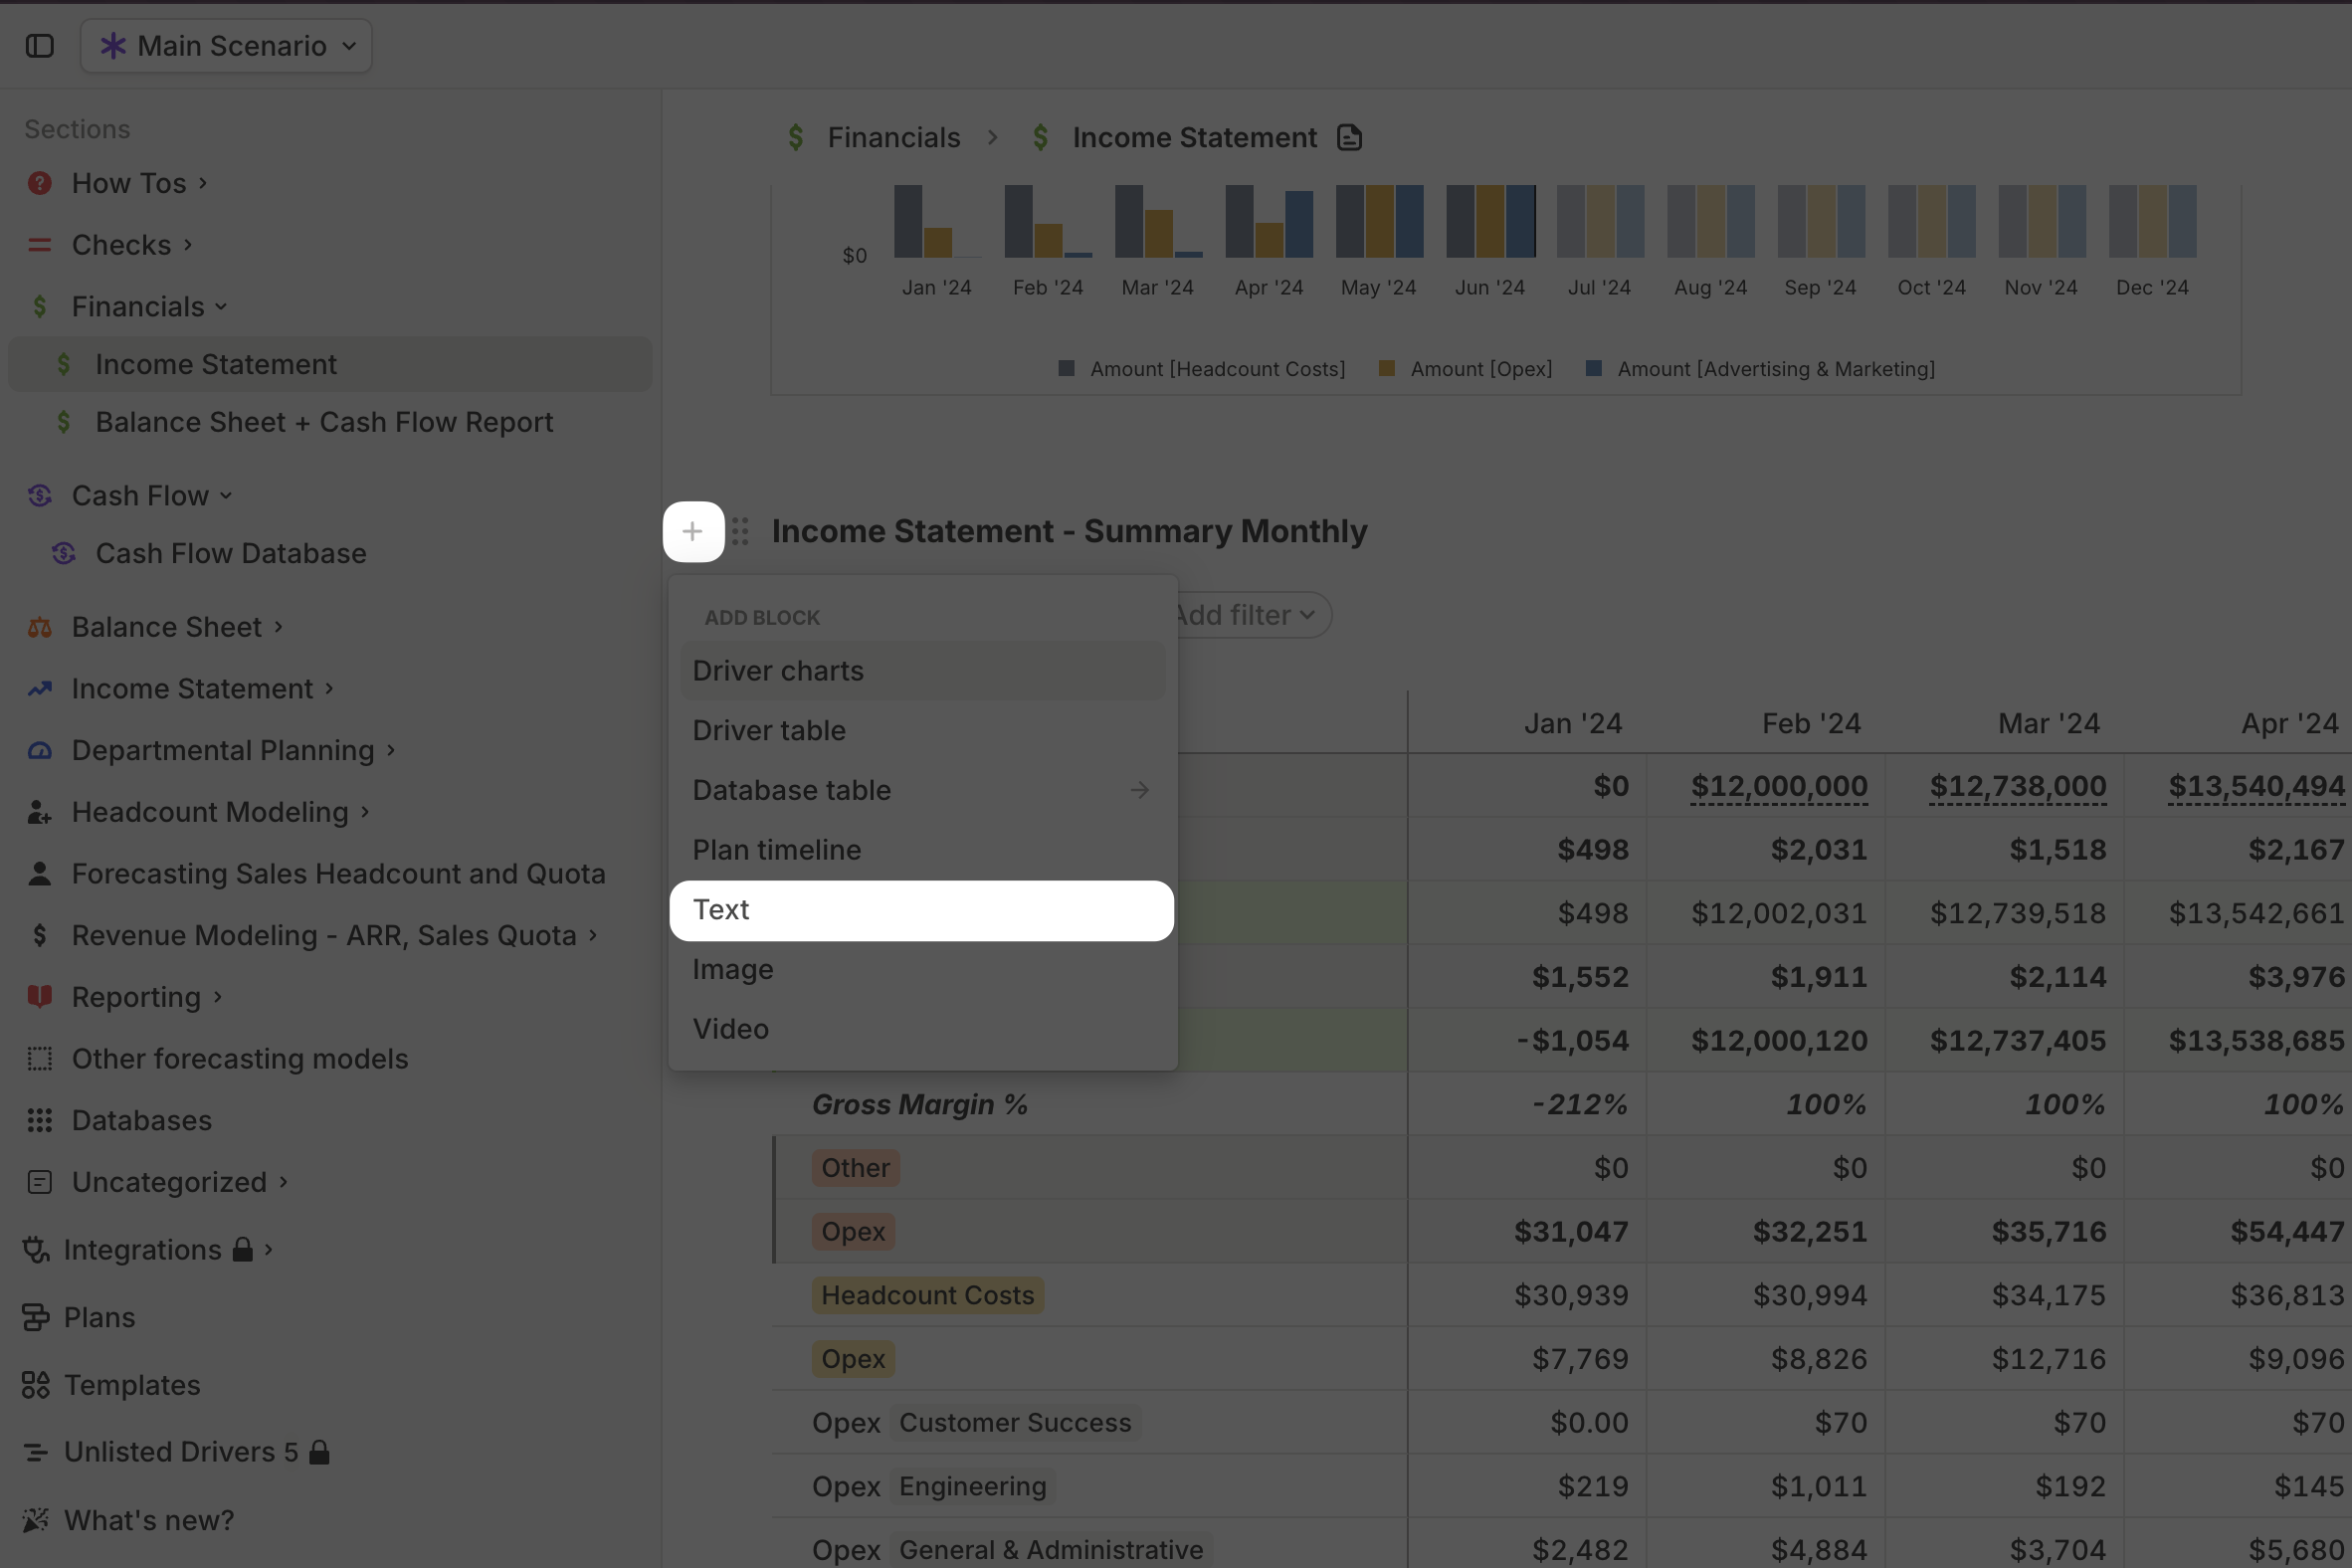 Main Scenario
Sections
How Tos
Checks
Financials
Income Statement
Balance Sheet + Cash Flow Report
Cash Flow
Cash Flow Database
Balance Sheet
Income Statement
Departmental Planning
Headcount Modeling
Forecasting Sales Headcount and Quota
Revenue Modeling - ARR, Sales Quota
Reporting
Other forecasting models
Databases
Uncategorized
Integrations
Plans
Templates
Unlisted Drivers 5
What's new?
Financials > Income Statement
$0
Jan '24 Feb '24 Mar '24 Apr '24 May '24 Jun '24 Jul '24 Aug '24 Sep '24 Oct '24 Nov '24 Dec '24
Amount [Headcount Costs] Amount [Opex] Amount [Advertising & Marketing]
+ Income Statement - Summary Monthly
Add filter
ADD BLOCK
Driver charts
Driver table
Database table
Plan timeline
Text
Image
Video
Jan '24 Feb '24 Mar '24 Apr '24
$0 $12,000,000 $12,738,000 $13,540,494
$498 $2,031 $1,518 $2,167
$498 $12,002,031 $12,739,518 $13,542,661
$1,552 $1,911 $2,114 $3,976
-$1,054 $12,000,120 $12,737,405 $13,538,685
Gross Margin % -212% 100% 100% 100%
Other $0 $0 $0 $0
Opex $31,047 $32,251 $35,716 $54,447
Headcount Costs $30,939 $30,994 $34,175 $36,813
Opex $7,769 $8,826 $12,716 $9,096
Opex Customer Success $0.00 $70 $70 $70
Opex Engineering $219 $1,011 $192 $145
Opex General & Administrative $2,482 $4,884 $3,704 $5,680